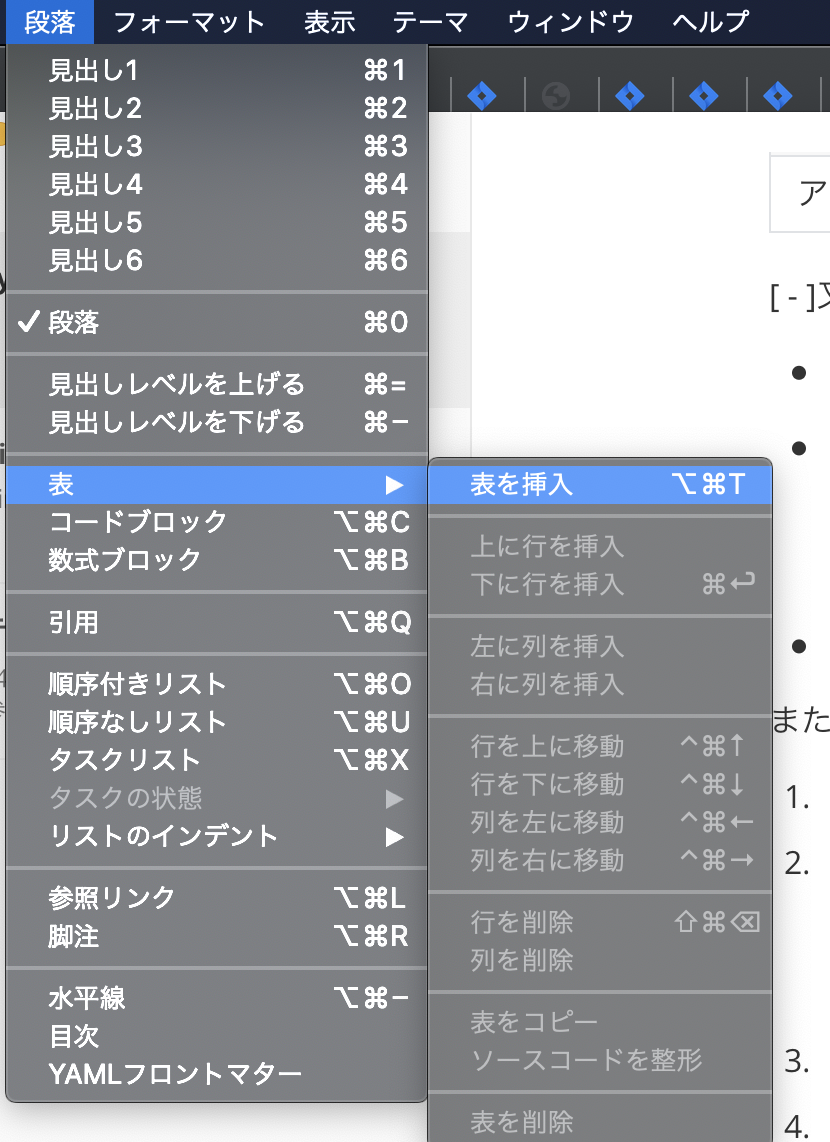 段落 フォーマット 表示 テーマ ウィンドウ ヘルプ
見出し1 ⌘1
見出し2 ⌘2
見出し3 ⌘3
見出し4 ⌘4
見出し5 ⌘5
見出し6 ⌘6
✓ 段落 ⌘0
見出しレベルを上げる ⌘=
見出しレベルを下げる ⌘−
表 ▶
コードブロック ⌥⌘C
数式ブロック ⌥⌘B
引用 ⌥⌘Q
順序付きリスト ⌥⌘O
順序なしリスト ⌥⌘U
タスクリスト ⌥⌘X
タスクの状態 ▶
リストのインデント ▶
参照リンク ⌥⌘L
脚注 ⌥⌘R
水平線 ⌥⌘−
目次
YAMLフロントマター
表を挿入 ⌥⌘T
上に行を挿入
下に行を挿入 ⌘↩
左に列を挿入
右に列を挿入
行を上に移動 ^⌘↑
行を下に移動 ^⌘↓
列を左に移動 ^⌘←
列を右に移動 ^⌘→
行を削除 ⇧⌘⌫
列を削除
表をコピー
ソースコードを整形
表を削除
ア
[ - ]
また
1.
2.
3.
4.